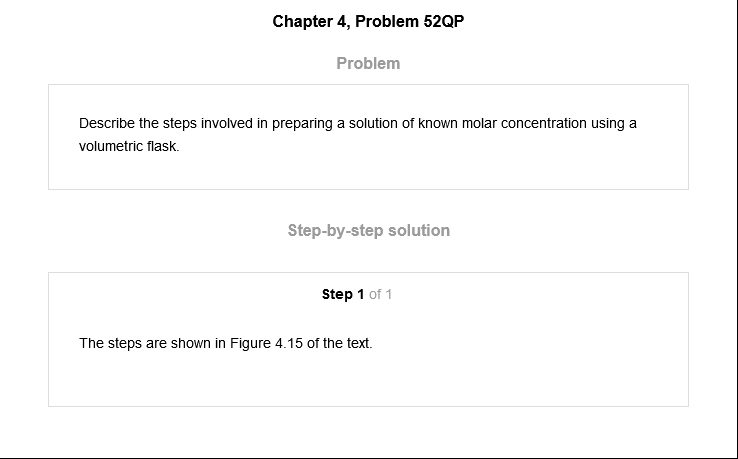 Chapter 4, Problem 52QP
Problem
Describe the steps involved in preparing a solution of known molar concentration using a
volumetric flask.
Step-by-step solution
Step 1 of 1
The steps are shown in Figure 4.15 of the text.